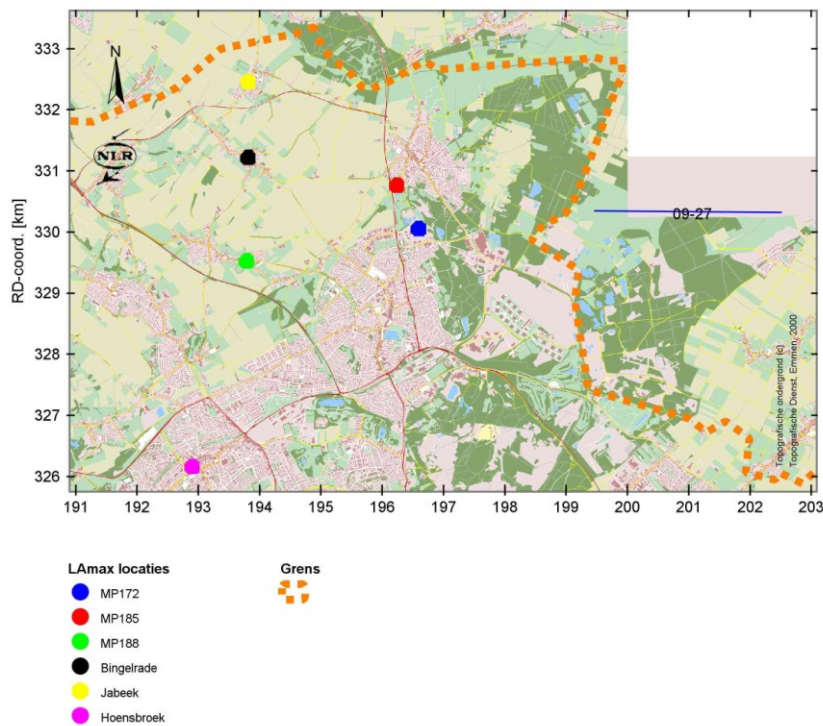 333
332
331
330
329
328
327
326
RD-coord. [km]
N
NLR
09-27
Topografische ondergrond (c)
Topografische Dienst, Emmen, 2000
191 192 193 194 195 196 197 198 199 200 201 202 203
LAmax locaties
MP172
MP185
MP188
Bingelrade
Jabeek
Hoensbroek
Grens